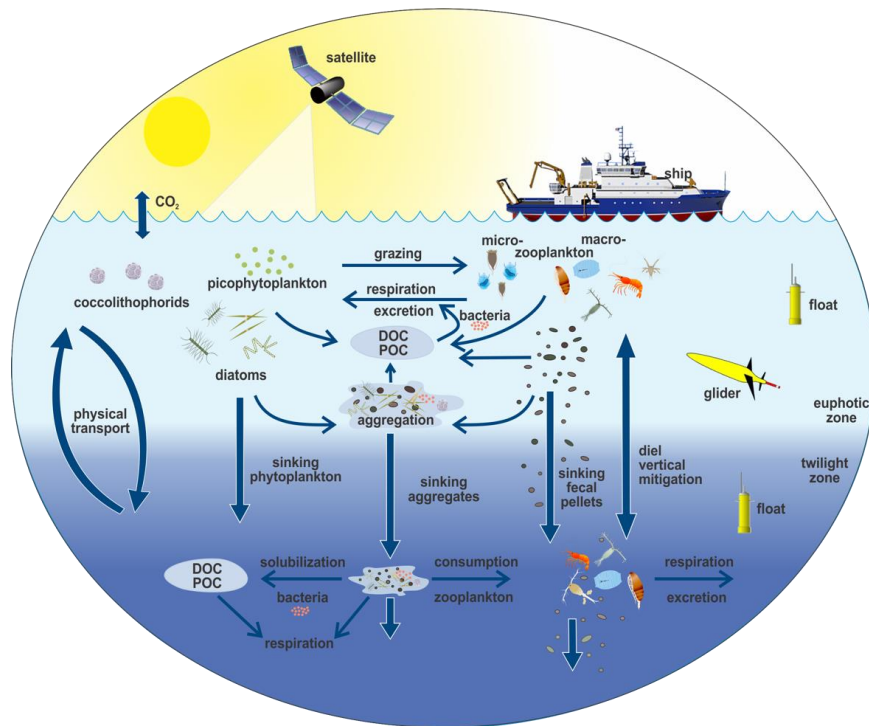 satellite
ship
CO₂
micro-
macro-
zooplankton
grazing
picophytoplankton
respiration
excretion
bacteria
coccolithophorids
float
DOC
POC
diatoms
glider
aggregation
euphotic
zone
physical
transport
sinking
phytoplankton
sinking
aggregates
sinking
fecal
pellets
diel
vertical
mitigation
twilight
zone
float
DOC
POC
solubilization
bacteria
respiration
consumption
zooplankton
respiration
excretion